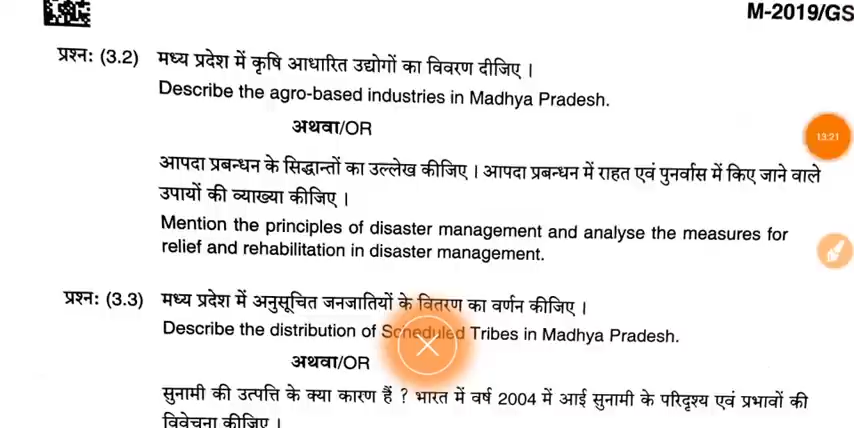 M-2019/GS
प्रश्न: (3.2) मध्य प्रदेश में कृषि आधारित उद्योगों का विवरण दीजिए ।
Describe the agro-based industries in Madhya Pradesh.
अथवा/OR
13:21
आपदा प्रबन्धन के सिद्धान्तों का उल्लेख कीजिए । आपदा प्रबन्धन में राहत एवं पुनर्वास में किए जाने वाले
उपायों की व्याख्या कीजिए ।
Mention the principles of disaster management and analyse the measures for
relief and rehabilitation in disaster management.
प्रश्न: (3.3) मध्य प्रदेश में अनुसूचित जनजातियों के वितरण का वर्णन कीजिए ।
Describe the distribution of Scheduled Tribes in Madhya Pradesh.
अथवा/OR
सुनामी की उत्पत्ति के क्या कारण हैं ? भारत में वर्ष 2004 में आई सुनामी के परिदृश्य एवं प्रभावों की
विवेचना कीजिए ।